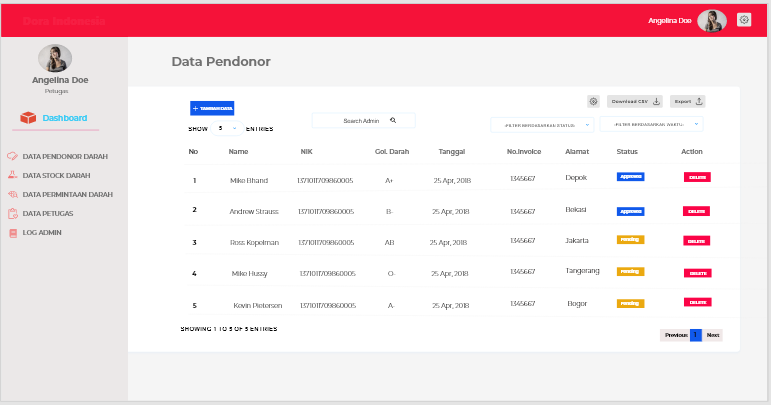 Dara Indonesia
Angelina Doe
Angelina Doe
Petugas
Dashboard
DATA PENDONOR DARAH
DATA STOCK DARAH
DATA PERMINTAAN DARAH
DATA PETUGAS
LOG ADMIN
Data Pendonor
+ TAMBAH DATA
Download CSV
Export
SHOW 5 ENTRIES
Search Admin
-FILTER BERDASARKAN STATUS-
-FILTER BERDASARKAN WAKTU-
No Name NIK Gol. Darah Tanggal No.Invoice Alamat Status Action
1 Mike Bhand 1371011709860005 A+ 25 Apr, 2018 1345667 Depok Approved DELETE
2 Andrew Strauss 1371011709860005 B- 25 Apr, 2018 1345667 Bekasi Approved DELETE
3 Ross Kopelman 1371011709860005 AB 25 Apr, 2018 1345667 Jakarta Pending DELETE
4 Mike Hussy 1371011709860005 O- 25 Apr, 2018 1345667 Tangerang Pending DELETE
5 Kevin Pietersen 1371011709860005 A- 25 Apr, 2018 1345667 Bogor Pending DELETE
SHOWING 1 TO 5 OF 5 ENTRIES
Previous 1 Next